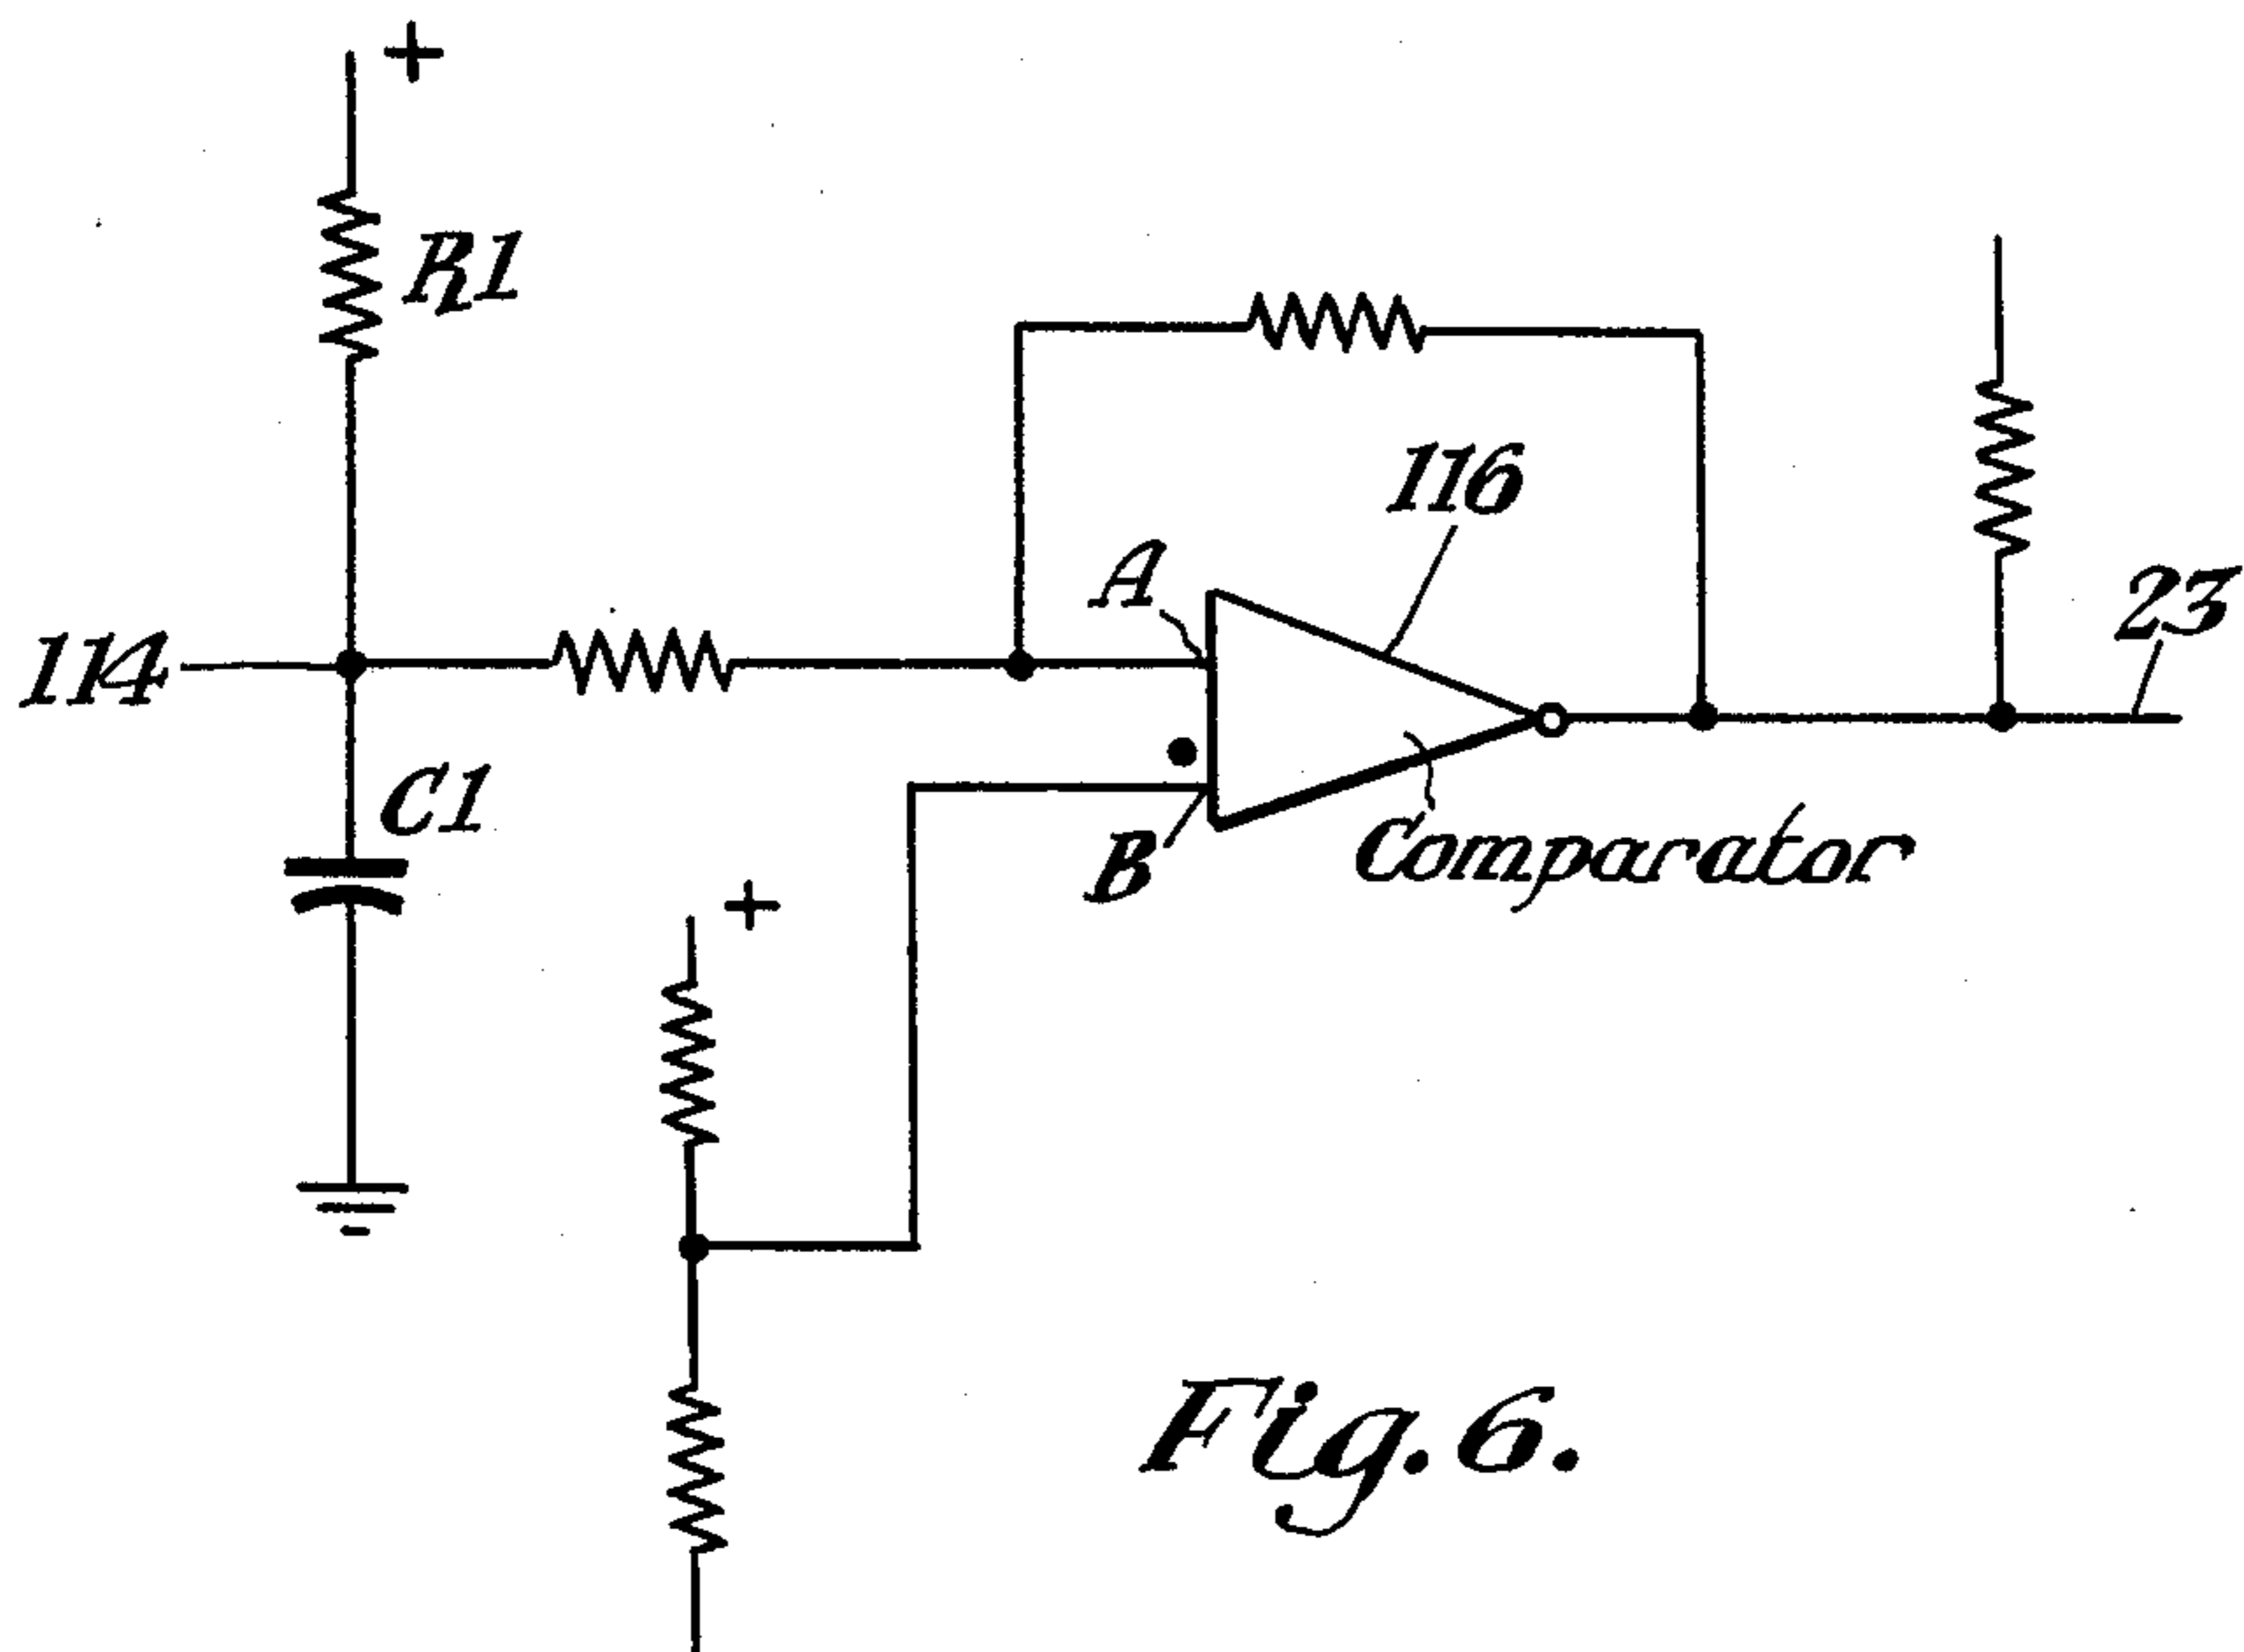 +
R1
116
A
23
114
C1
B
Comparator
+
Fig. 6.